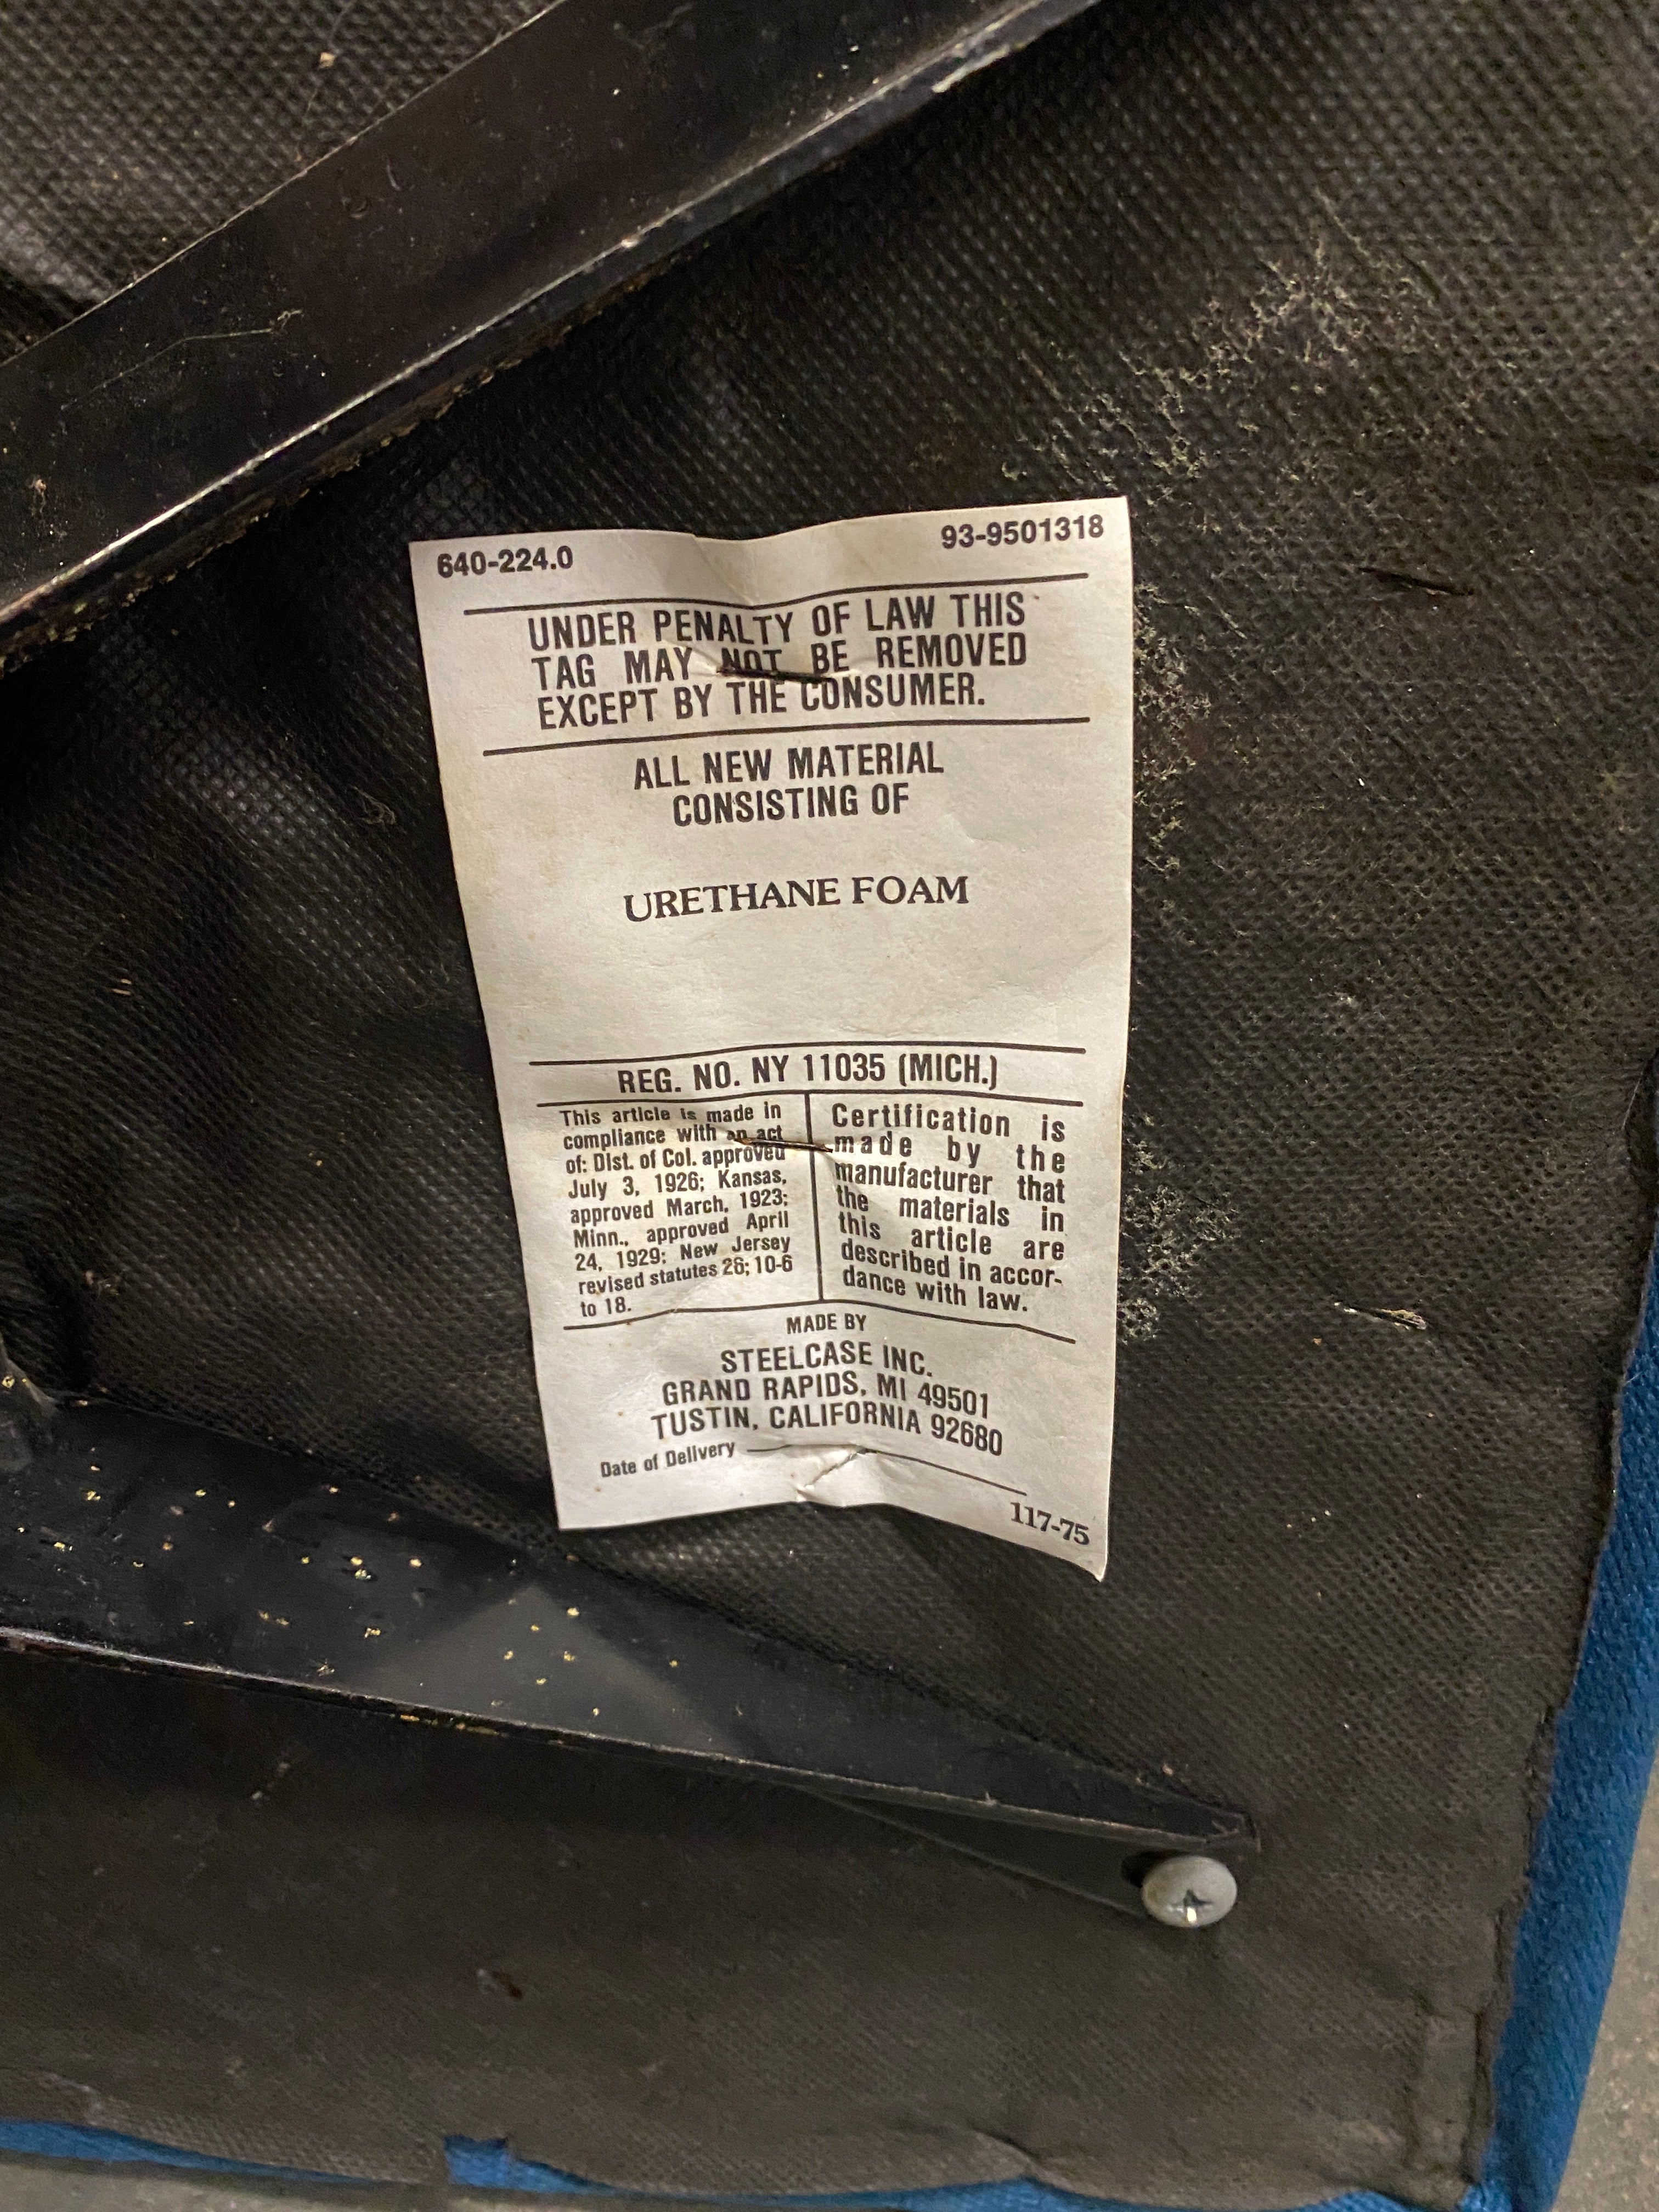 640-224.0 93-9501318
UNDER PENALTY OF LAW THIS
TAG MAY NOT BE REMOVED
EXCEPT BY THE CONSUMER.
ALL NEW MATERIAL
CONSISTING OF
URETHANE FOAM
REG. NO. NY 11035 (MICH.)
This article is made in
compliance with an act
of: Dist. of Col. approved
July 3, 1926; Kansas,
approved March, 1923;
Minn., approved April
24, 1929; New Jersey
revised statutes 26; 10-6
to 18.
Certification is
made by the
manufacturer that
the materials in
this article are
described in accor-
dance with law.
MADE BY
STEELCASE INC.
GRAND RAPIDS, MI 49501
TUSTIN, CALIFORNIA 92680
Date of Delivery
117-75